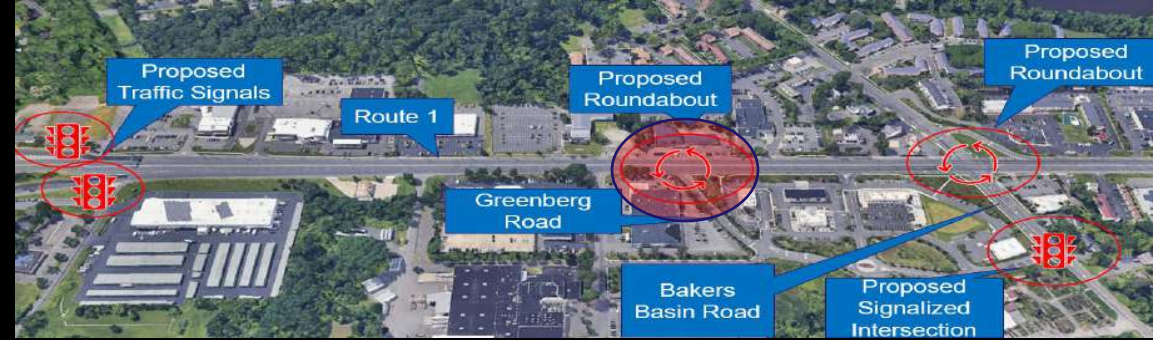 Proposed
Traffic Signals
Route 1
Proposed
Roundabout
Proposed
Roundabout
Greenberg
Road
Bakers
Basin Road
Proposed
Signalized
Intersection